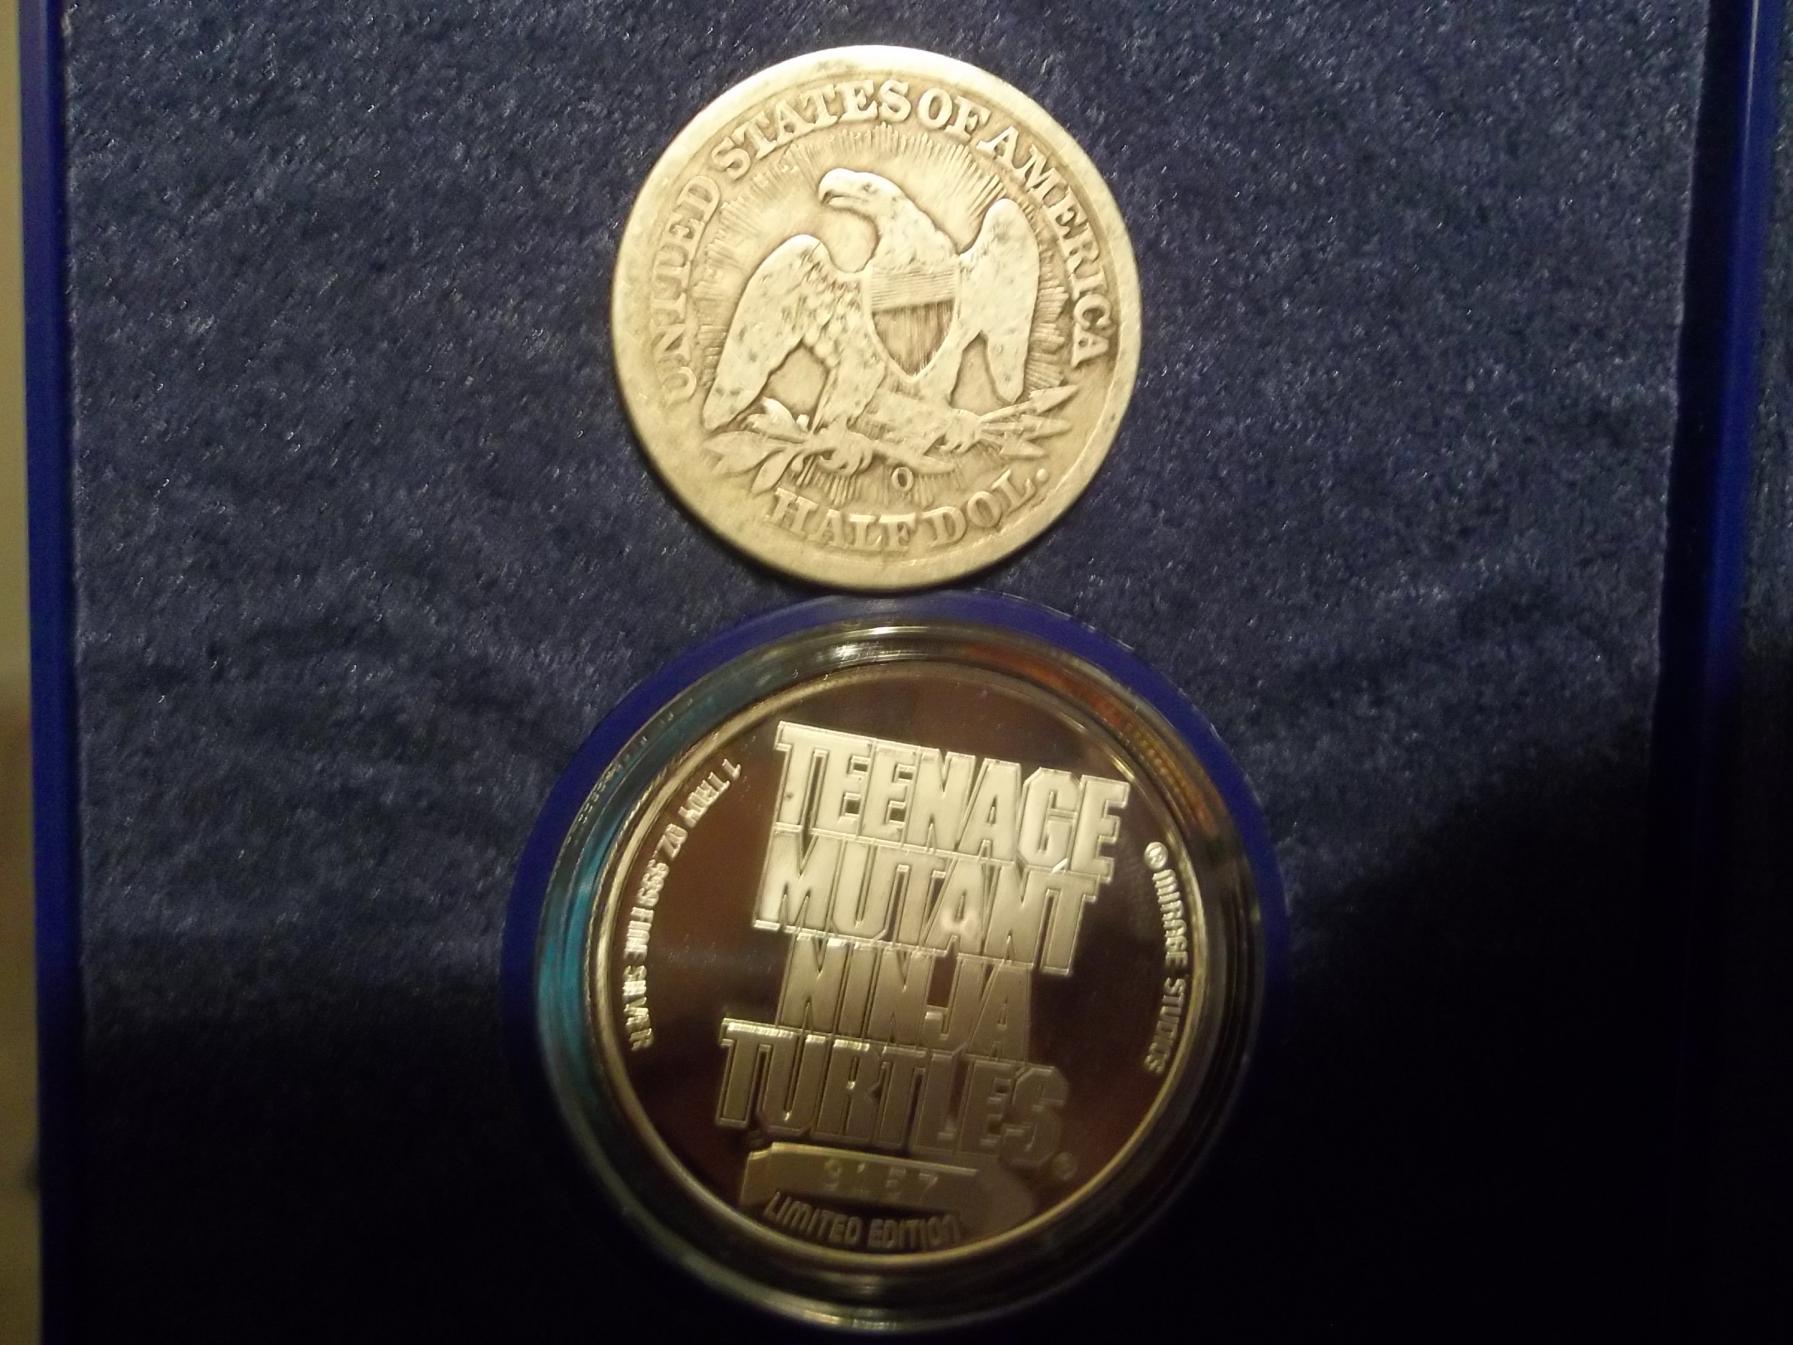 UNITED STATES OF AMERICA
O
HALF DOL.
1 TROY OZ. .999 FINE SILVER
TEENAGE
MUTANT
NINJA
TURTLES.
© MIRAGE STUDIOS
9157
LIMITED EDITION